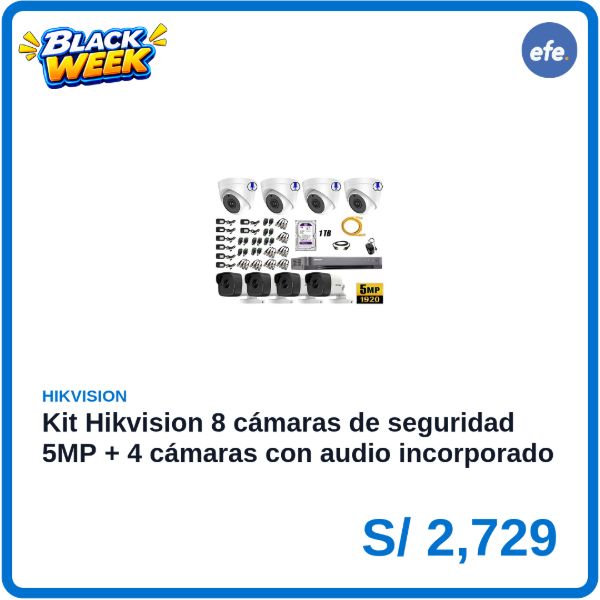 BLACK
WEEK
efe.
1TB
5MP
1920
HIKVISION
Kit Hikvision 8 cámaras de seguridad
5MP + 4 cámaras con audio incorporado
S/ 2,729